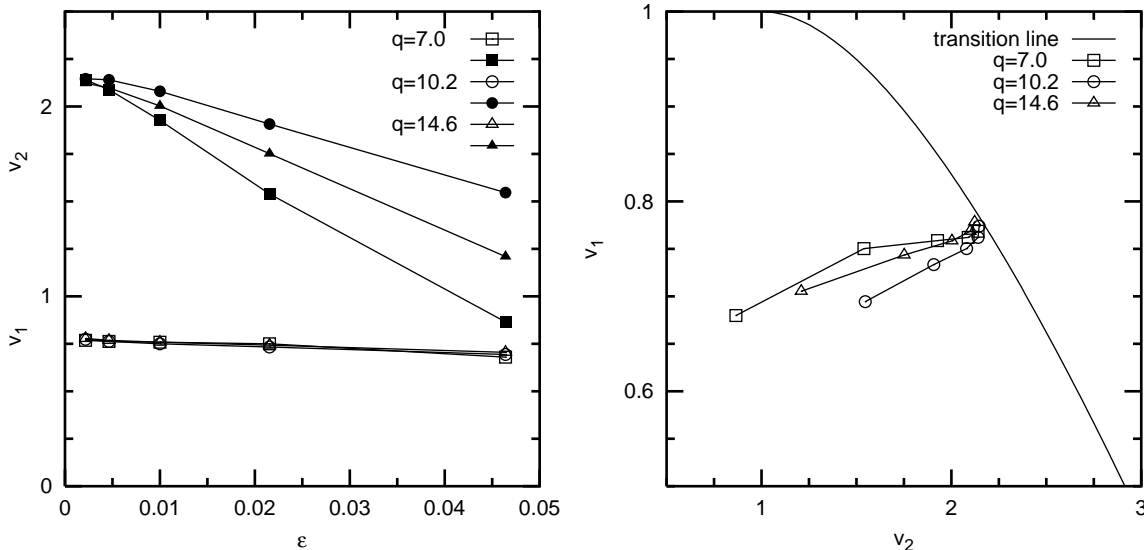 q=7.0
q=10.2
q=14.6
2
1
0
v2
v1
0
0.01
0.02
0.03
0.04
0.05
ε
transition line
q=7.0
q=10.2
q=14.6
1
0.8
0.6
v1
1
2
3
v2